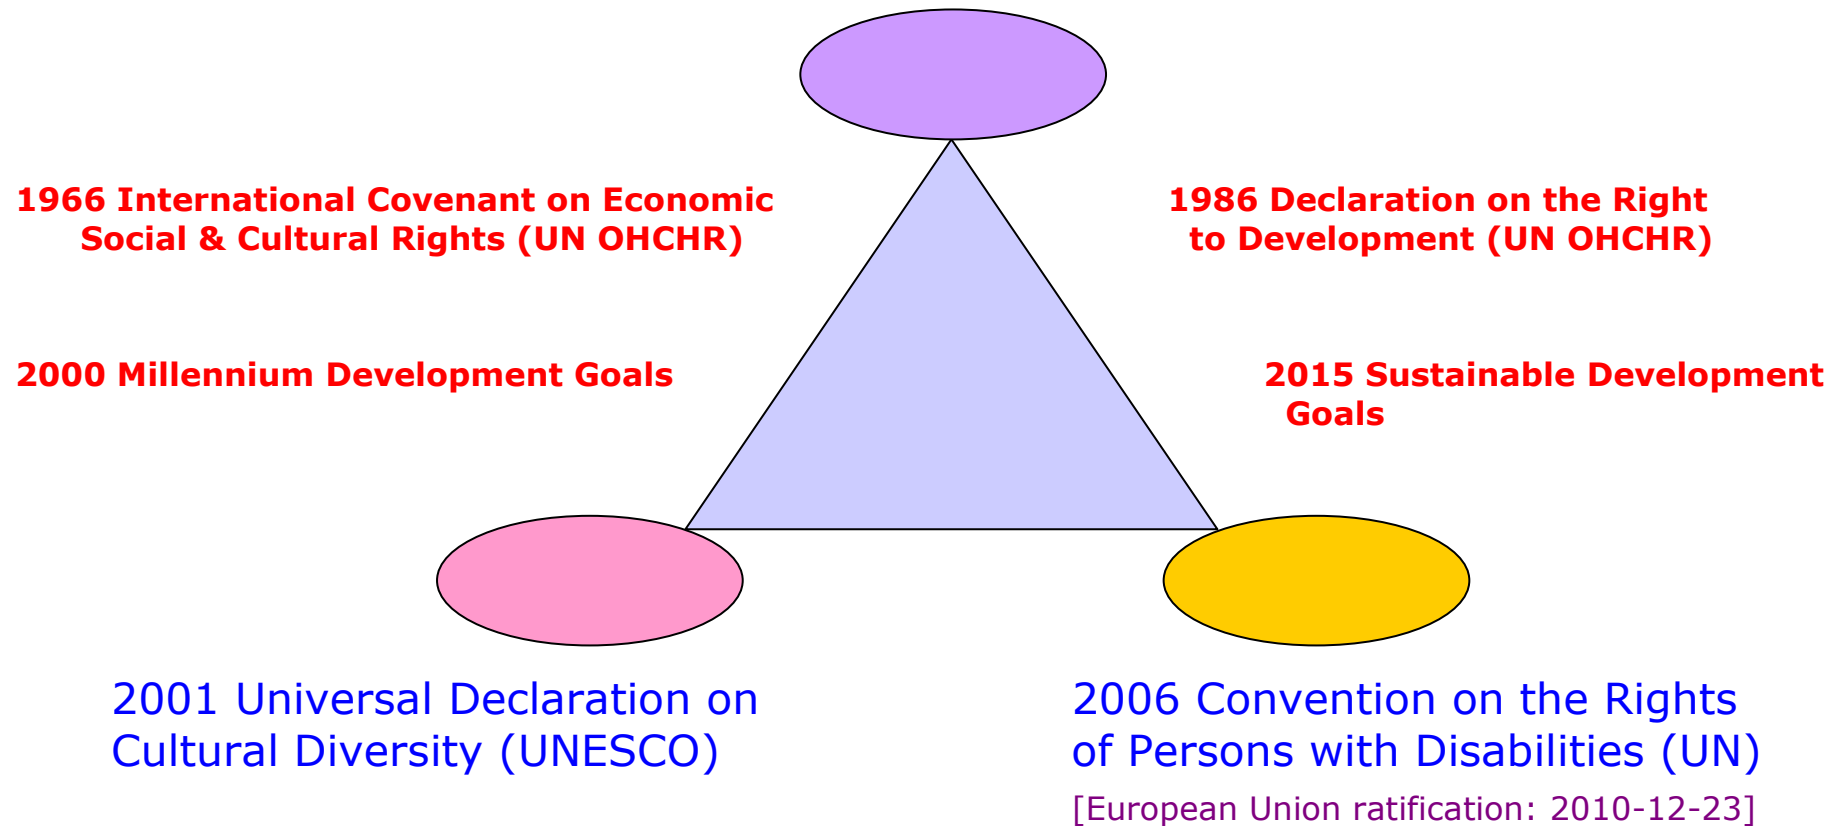 1966 International Covenant on Economic
Social & Cultural Rights (UN OHCHR)
1986 Declaration on the Right
to Development (UN OHCHR)
2000 Millennium Development Goals
2015 Sustainable Development
Goals
2001 Universal Declaration on
Cultural Diversity (UNESCO)
2006 Convention on the Rights
of Persons with Disabilities (UN)
[European Union ratification: 2010-12-23]